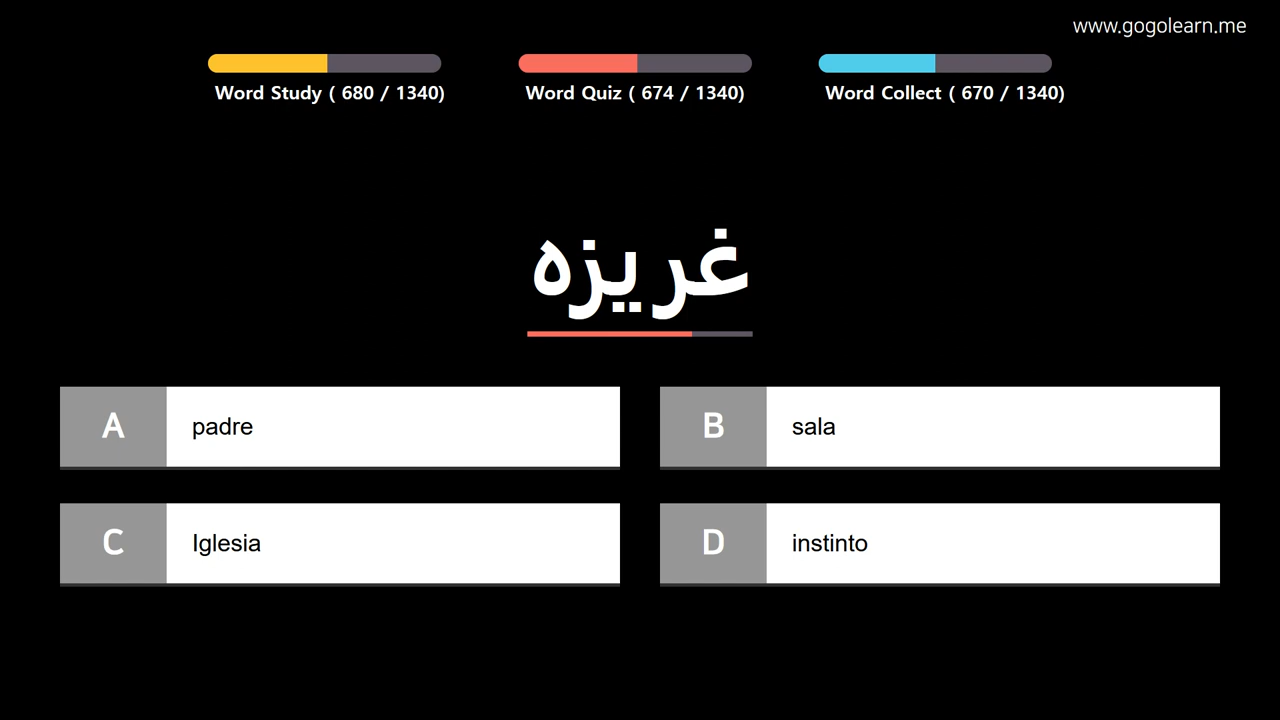 www.gogolearn.me
Word Study ( 680 / 1340)
Word Quiz ( 674 / 1340)
Word Collect ( 670 / 1340)
غریزه
A padre
B sala
C Iglesia
D instinto